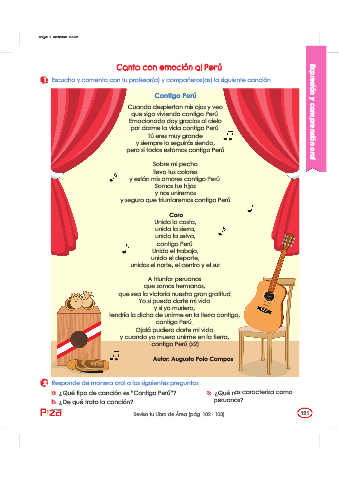 Canta con emoción al Perú
1 Escucha y comenta con tu profesor(a) y compañeros(as) la siguiente canción
Expresión y comprensión oral
Contigo Perú
Cuando despiertan mis ojos y veo
que sigo viviendo contigo Perú
Emocionado doy gracias al cielo
por darme la vida contigo Perú
Tú eres muy grande
y siempre lo seguirás siendo,
pero si todos estamos contigo Perú
Sobre mi pecho
llevo tus colores
y están mis amores contigo Perú
Somos tus hijos
y nos uniremos
y seguro que triunfaremos contigo Perú
Coro
Unida la costa,
unida la sierra,
unida la selva,
contigo Perú
Unido el trabajo,
unido el deporte,
unidos el norte, el centro y el sur
A triunfar peruanos
que somos hermanos,
que sea la victoria nuestra gran gratitud
Yo si puedo darte mi vida
y si yo muriera,
tendría la dicha de unirme en la tierra contigo,
contigo Perú
Ojalá pudiera darte mi vida
y cuando yo muera unirme en la tierra,
contigo Perú (x2)
Autor: Augusto Polo Campos
2 Responde de manera oral a las siguientes preguntas
¿Qué tipo de canción es "Contigo Perú"?
¿De qué trata la canción?
¿Qué nos caracteriza como
peruanos?
Revisa tu Libro de Área (pág. 102 - 103)
101